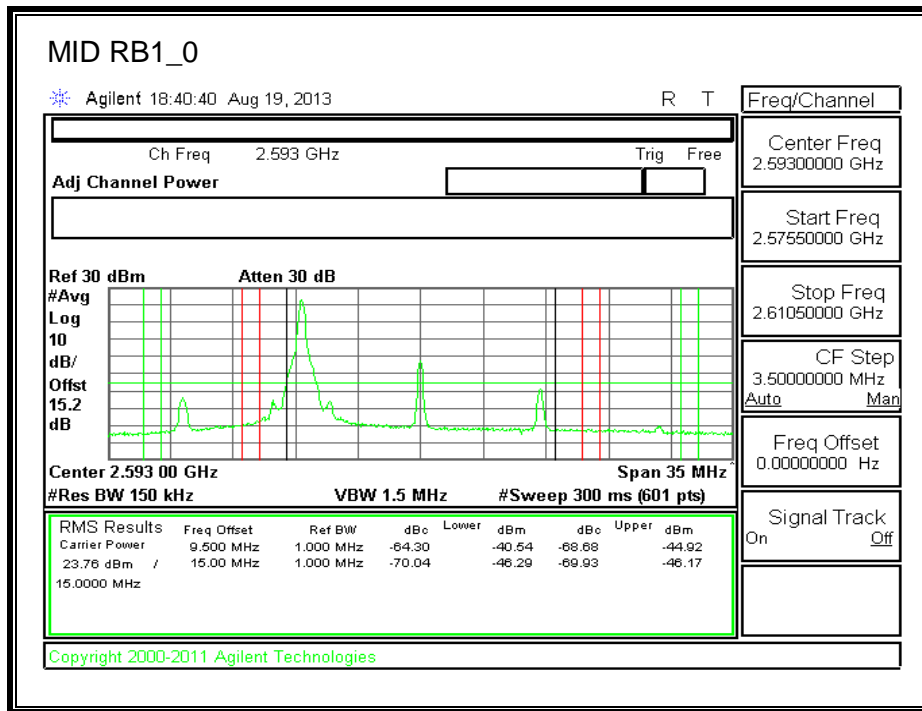 MID RB1_0
Agilent 18:40:40 Aug 19, 2013 R T
Ch Freq 2.593 GHz Trig Free
Adj Channel Power
Ref 30 dBm Atten 30 dB
#Avg
Log
10
dB/
Offst
15.2
dB
Center 2.593 00 GHz Span 35 MHz^
#Res BW 150 kHz VBW 1.5 MHz #Sweep 300 ms (601 pts)
RMS Results Freq Offset Ref BW dBc Lower dBm dBc Upper dBm
Carrier Power 9.500 MHz 1.000 MHz -64.30 -40.54 -68.68 -44.92
23.76 dBm / 15.00 MHz 1.000 MHz -70.04 -46.29 -69.93 -46.17
15.0000 MHz
Copyright 2000-2011 Agilent Technologies
Freq/Channel
Center Freq
2.59300000 GHz
Start Freq
2.57550000 GHz
Stop Freq
2.61050000 GHz
CF Step
3.50000000 MHz
Auto Man
Freq Offset
0.00000000 Hz
Signal Track
On Off